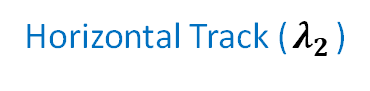 Horizontal Track ( λ₂ )